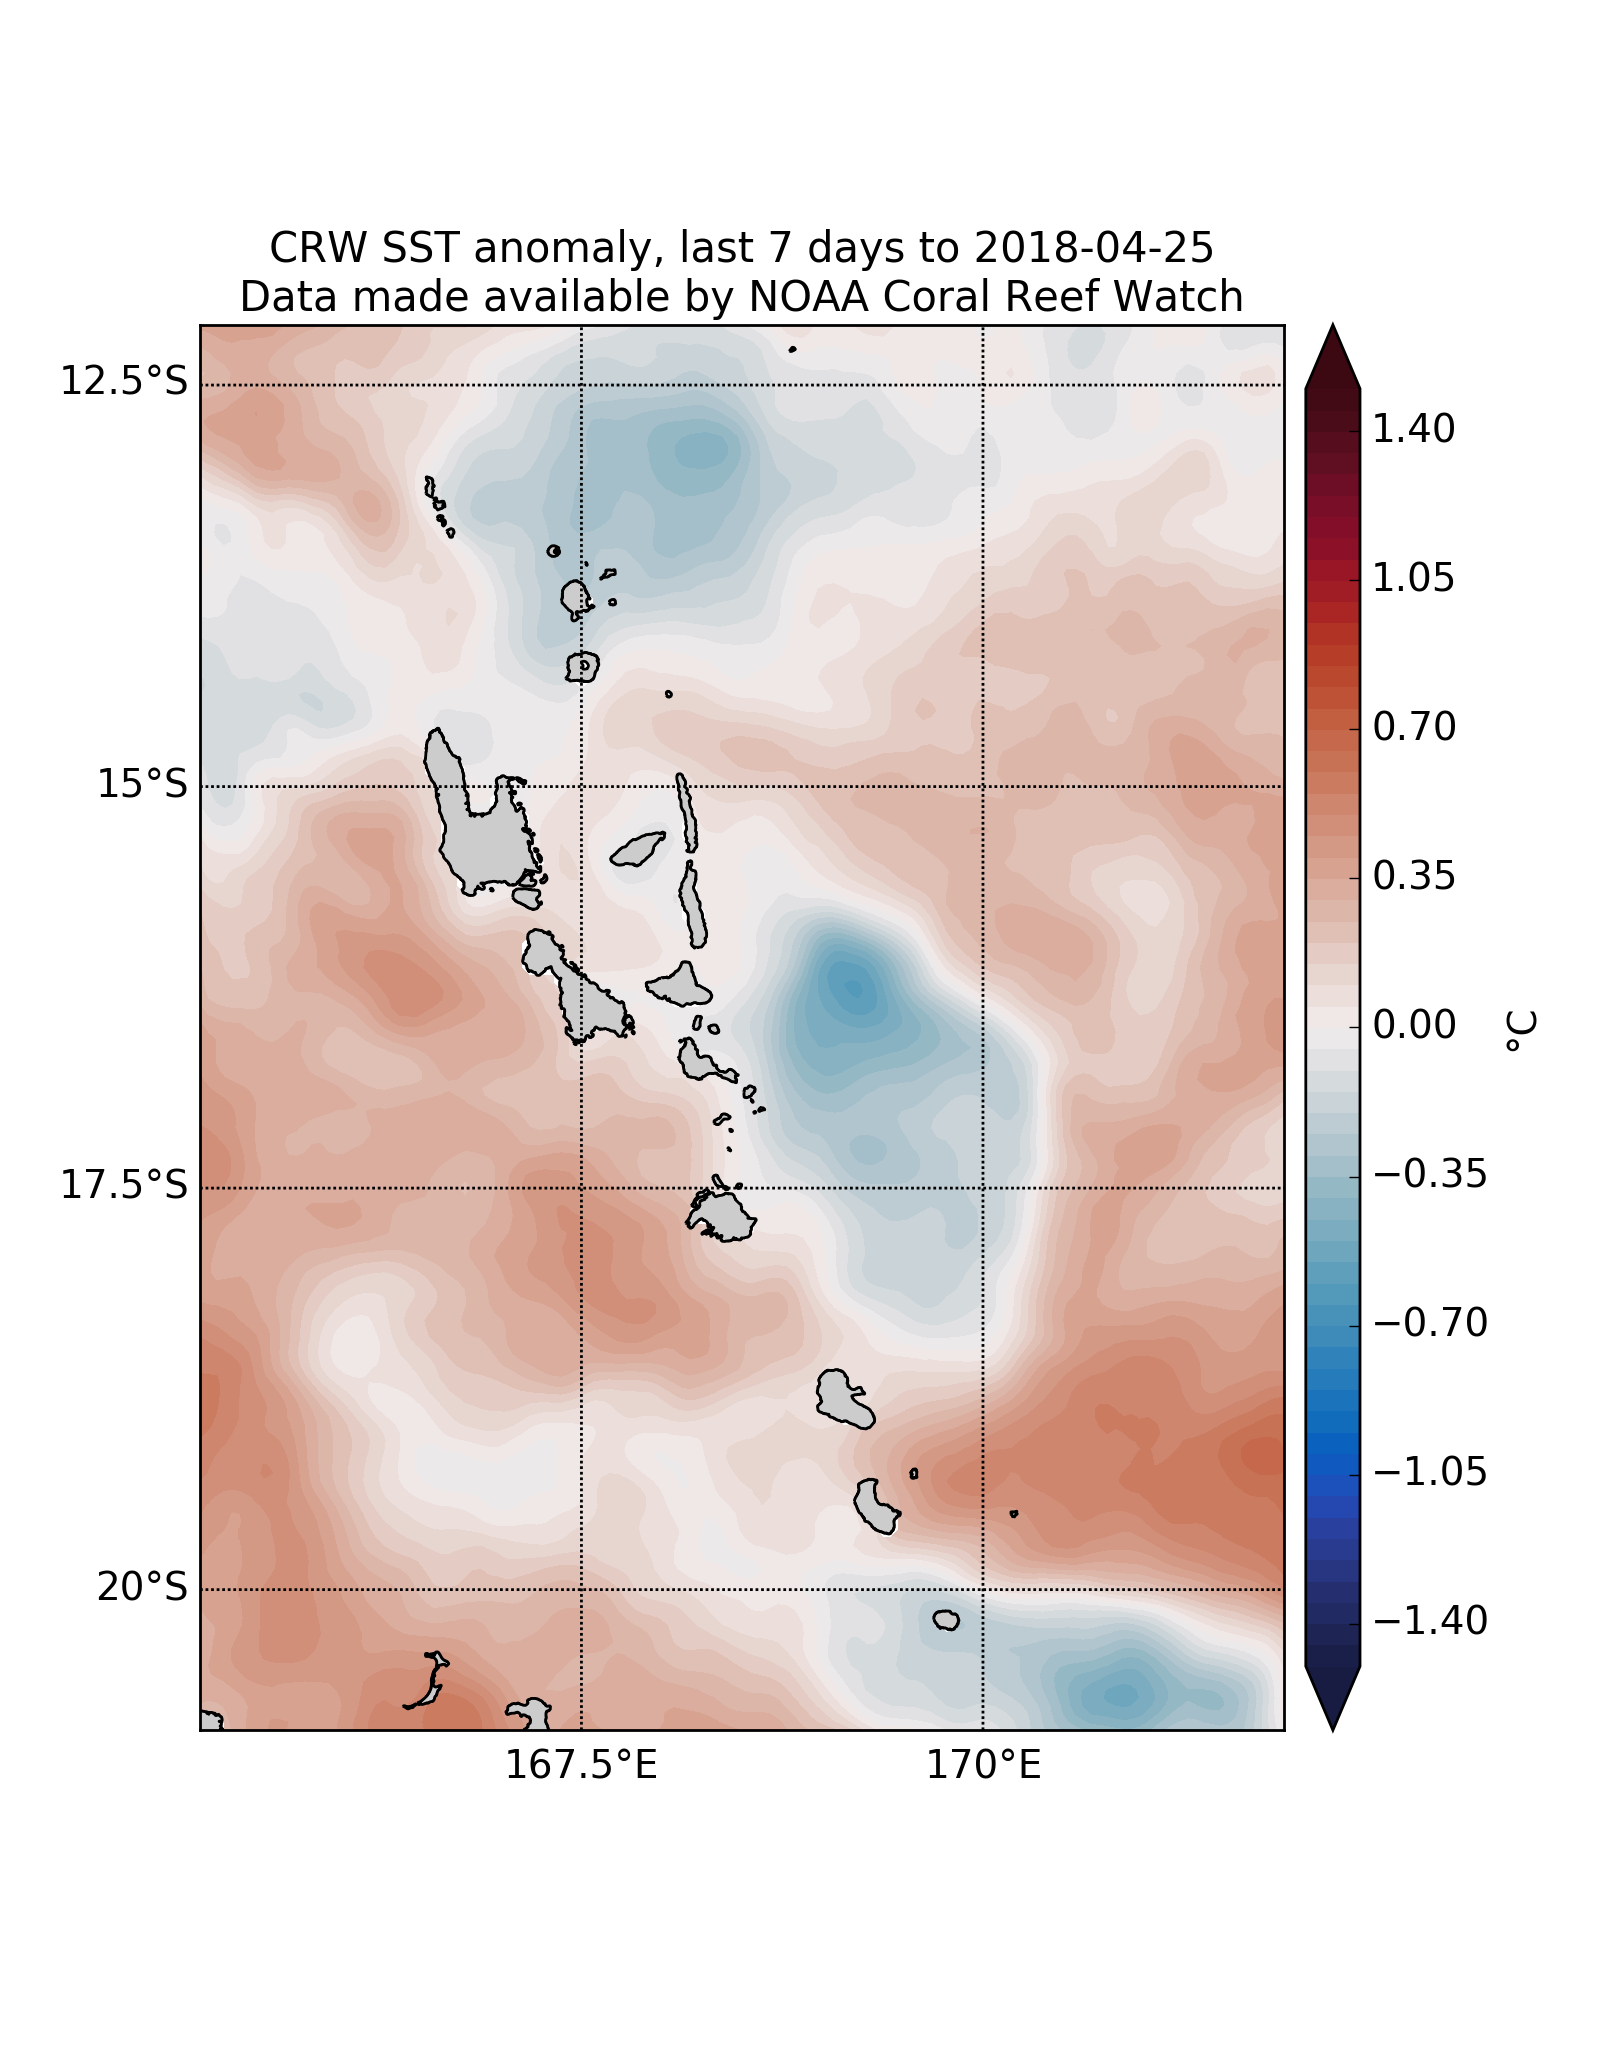 CRW SST anomaly, last 7 days to 2018-04-25
Data made available by NOAA Coral Reef Watch
12.5°S
15°S
17.5°S
20°S
167.5°E
170°E
1.40
1.05
0.70
0.35
0.00
−0.35
−0.70
−1.05
−1.40
°C